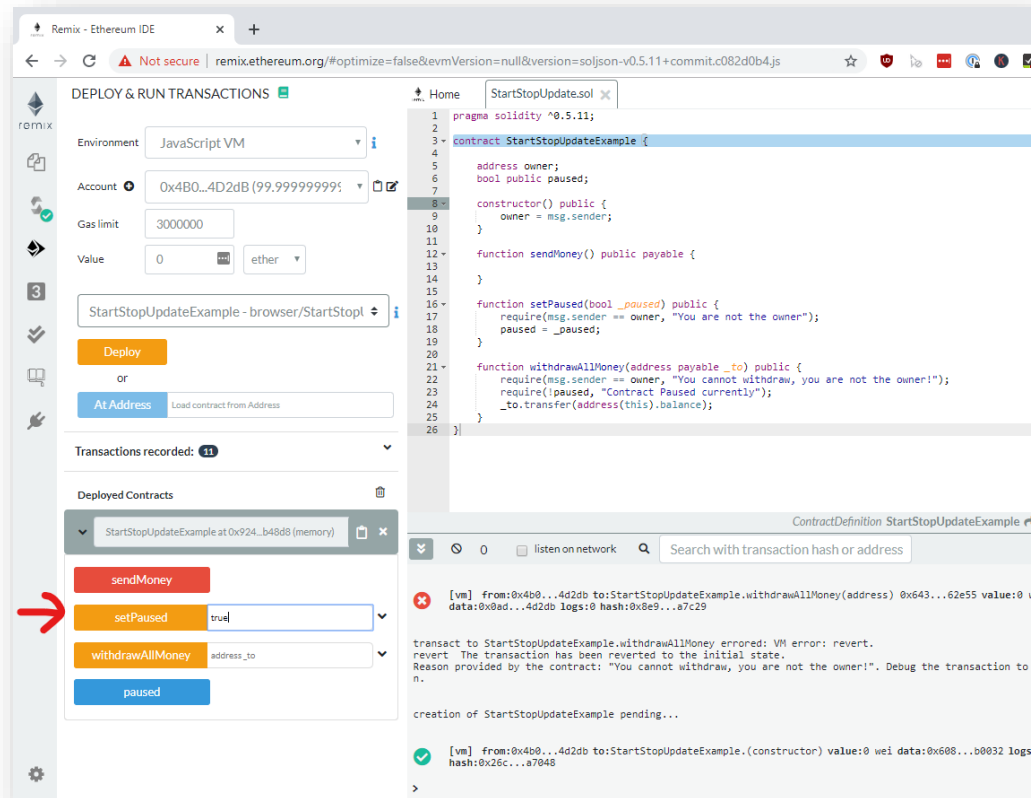 Remix - Ethereum IDE
Not secure | remix.ethereum.org/#optimize=false&evmVersion=null&version=soljson-v0.5.11+commit.c082d0b4.js
remix
DEPLOY & RUN TRANSACTIONS
Environment JavaScript VM
Account 0x4B0...4D2dB (99.999999999
Gas limit 3000000
Value 0 ether
3
StartStopUpdateExample - browser/StartStopU
Deploy
or
At Address Load contract from Address
Transactions recorded: 11
Deployed Contracts
StartStopUpdateExample at 0x924...b48d8 (memory)
sendMoney
setPaused true
withdrawAllMoney address _to
paused
Home StartStopUpdate.sol
1 pragma solidity ^0.5.11;
2
3 contract StartStopUpdateExample {
4
5 address owner;
6 bool public paused;
7
8 constructor() public {
9 owner = msg.sender;
10 }
11
12 function sendMoney() public payable {
13
14 }
15
16 function setPaused(bool _paused) public {
17 require(msg.sender == owner, "You are not the owner");
18 paused = _paused;
19 }
20
21 function withdrawAllMoney(address payable _to) public {
22 require(msg.sender == owner, "You cannot withdraw, you are not the owner!");
23 require(!paused, "Contract Paused currently");
24 _to.transfer(address(this).balance);
25 }
26 }
ContractDefinition StartStopUpdateExample
0 listen on network Search with transaction hash or address
[vm] from:0x4b0...4d2db to:StartStopUpdateExample.withdrawAllMoney(address) 0x643...62e55 value:0 w
data:0x0ad...4d2db logs:0 hash:0x8e9...a7c29
transact to StartStopUpdateExample.withdrawAllMoney errored: VM error: revert.
revert The transaction has been reverted to the initial state.
Reason provided by the contract: "You cannot withdraw, you are not the owner!". Debug the transaction to
n.
creation of StartStopUpdateExample pending...
[vm] from:0x4b0...4d2db to:StartStopUpdateExample.(constructor) value:0 wei data:0x608...b0032 logs
hash:0x26c...a7048
>